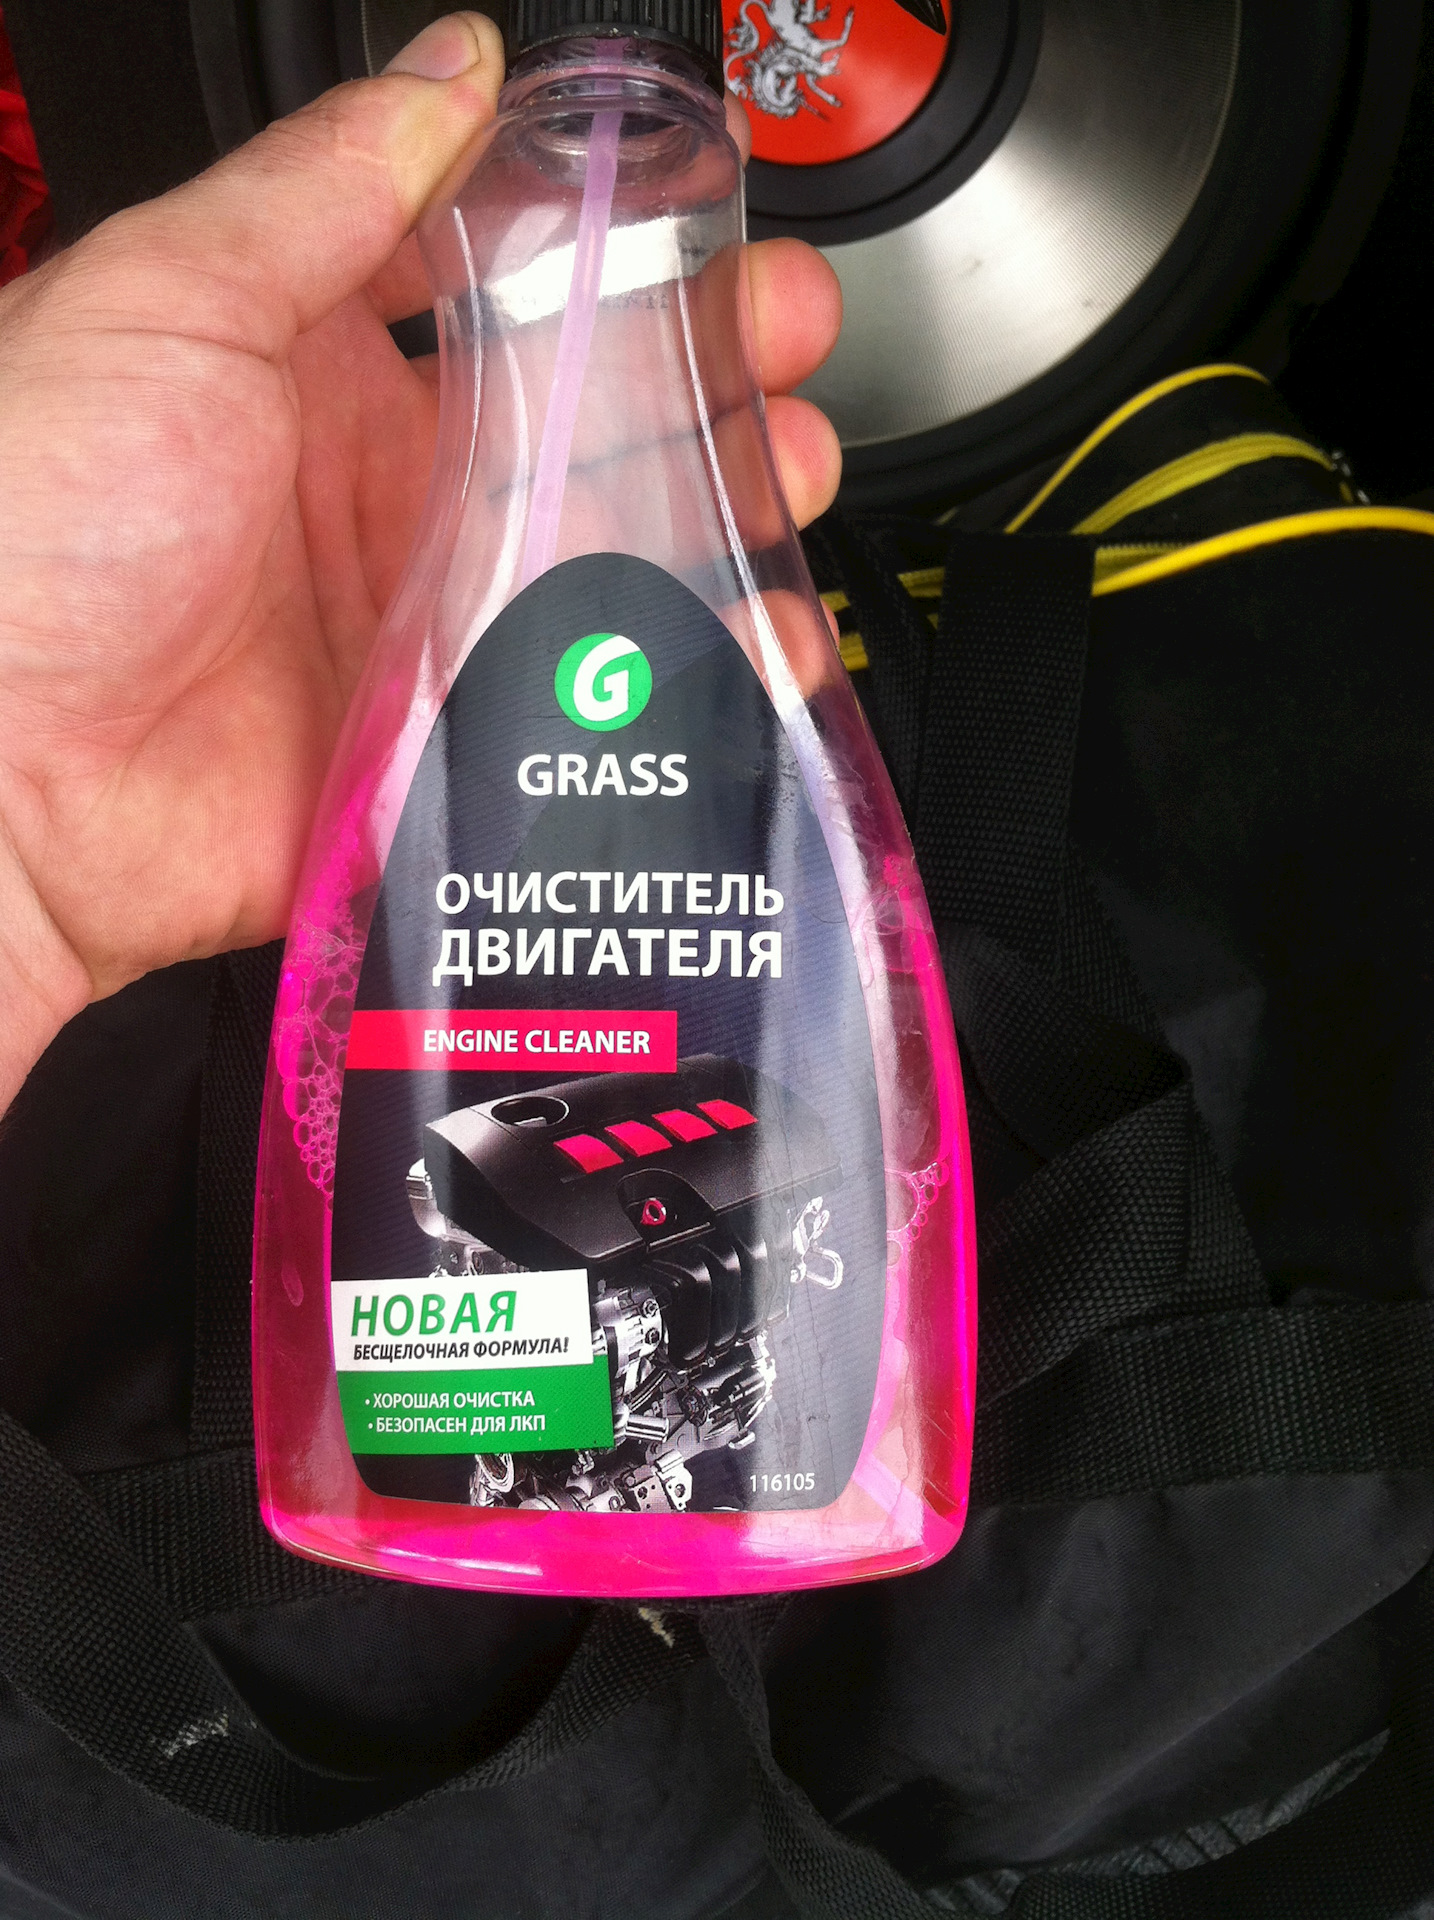 G
GRASS
ОЧИСТИТЕЛЬ
ДВИГАТЕЛЯ
ENGINE CLEANER
НОВАЯ
БЕСЩЕЛОЧНАЯ ФОРМУЛА!
• ХОРОШАЯ ОЧИСТКА
• БЕЗОПАСЕН ДЛЯ ЛКП
116105